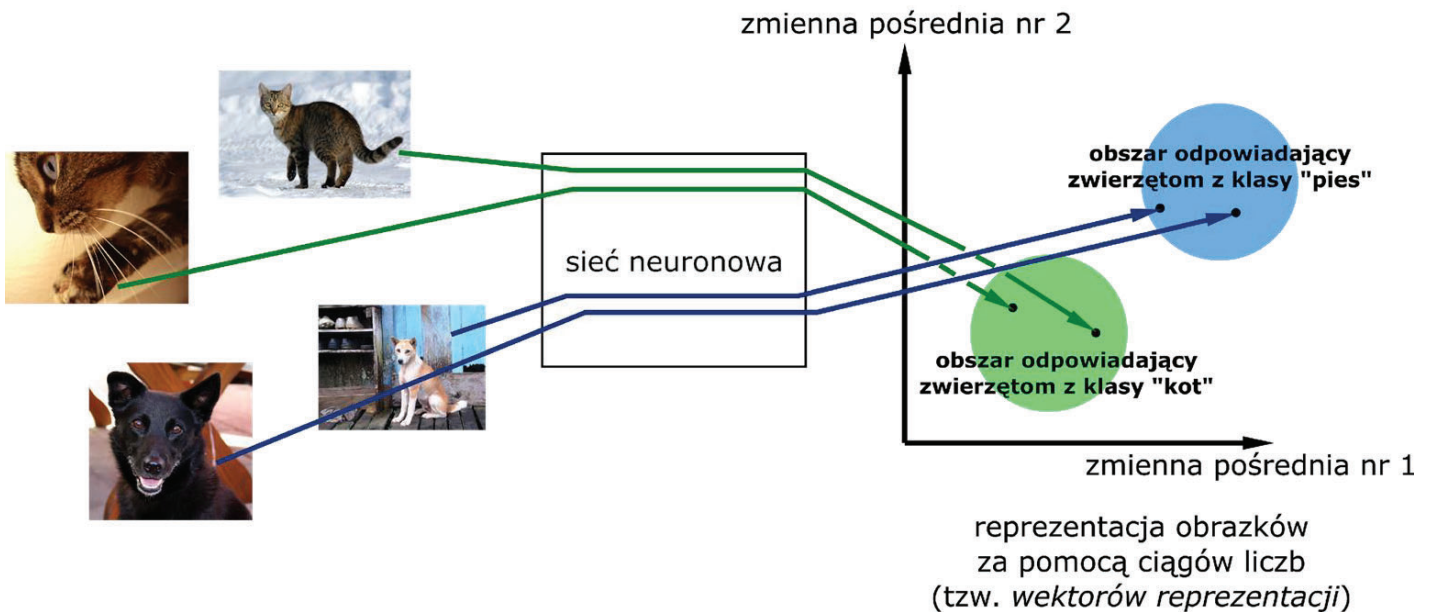 zmienna pośrednia nr 2
obszar odpowiadający
zwierzętom z klasy "pies"
sieć neuronowa
obszar odpowiadający
zwierzętom z klasy "kot"
zmienna pośrednia nr 1
reprezentacja obrazków
za pomocą ciągów liczb
(tzw. wektorów reprezentacji)